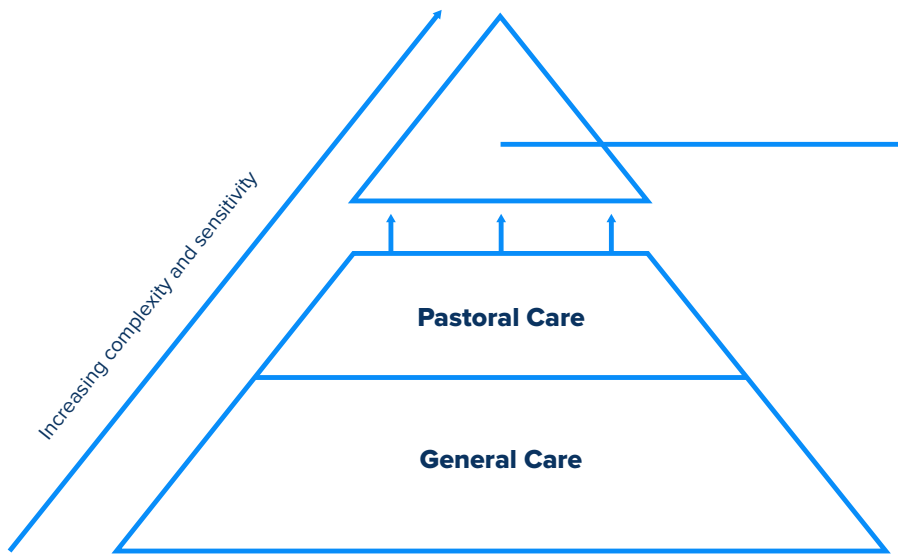 Increasing complexity and sensitivity
Pastoral Care
General Care